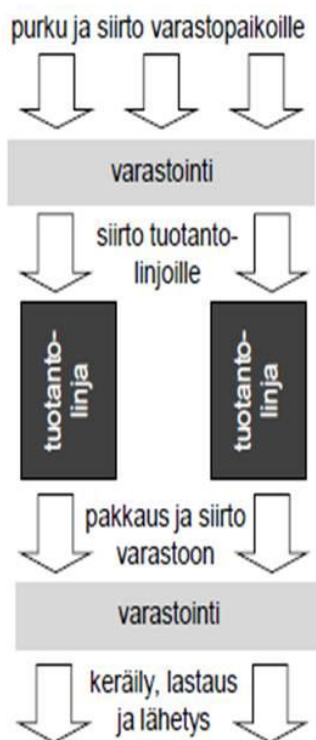 purku ja siirto varastopaikoille
varastointi
siirto tuotanto-
linjoille
tuotanto-
linja
tuotanto-
linja
pakkaus ja siirto
varastoon
varastointi
keräily, lastaus
ja lähetys